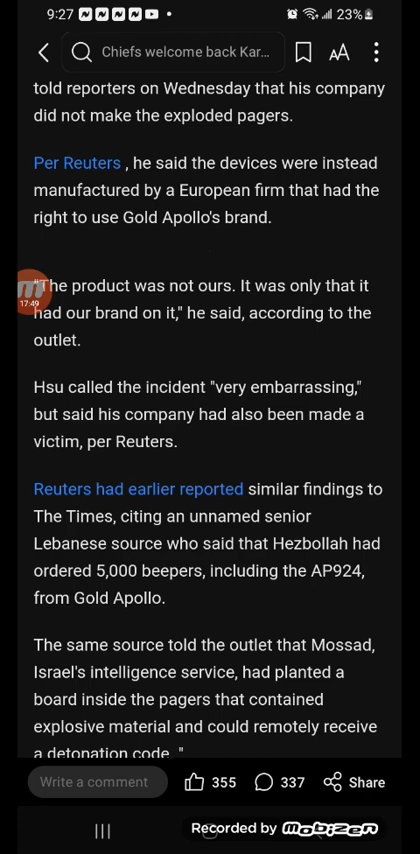 9:27
23%
Chiefs welcome back Kar...
AA
told reporters on Wednesday that his company
did not make the exploded pagers.
Per Reuters , he said the devices were instead
manufactured by a European firm that had the
right to use Gold Apollo's brand.
"The product was not ours. It was only that it
had our brand on it," he said, according to the
outlet.
17:49
Hsu called the incident "very embarrassing,"
but said his company had also been made a
victim, per Reuters.
Reuters had earlier reported similar findings to
The Times, citing an unnamed senior
Lebanese source who said that Hezbollah had
ordered 5,000 beepers, including the AP924,
from Gold Apollo.
The same source told the outlet that Mossad,
Israel's intelligence service, had planted a
board inside the pagers that contained
explosive material and could remotely receive
a detonation code. "
Write a comment
355
337
Share
Recorded by mobizen